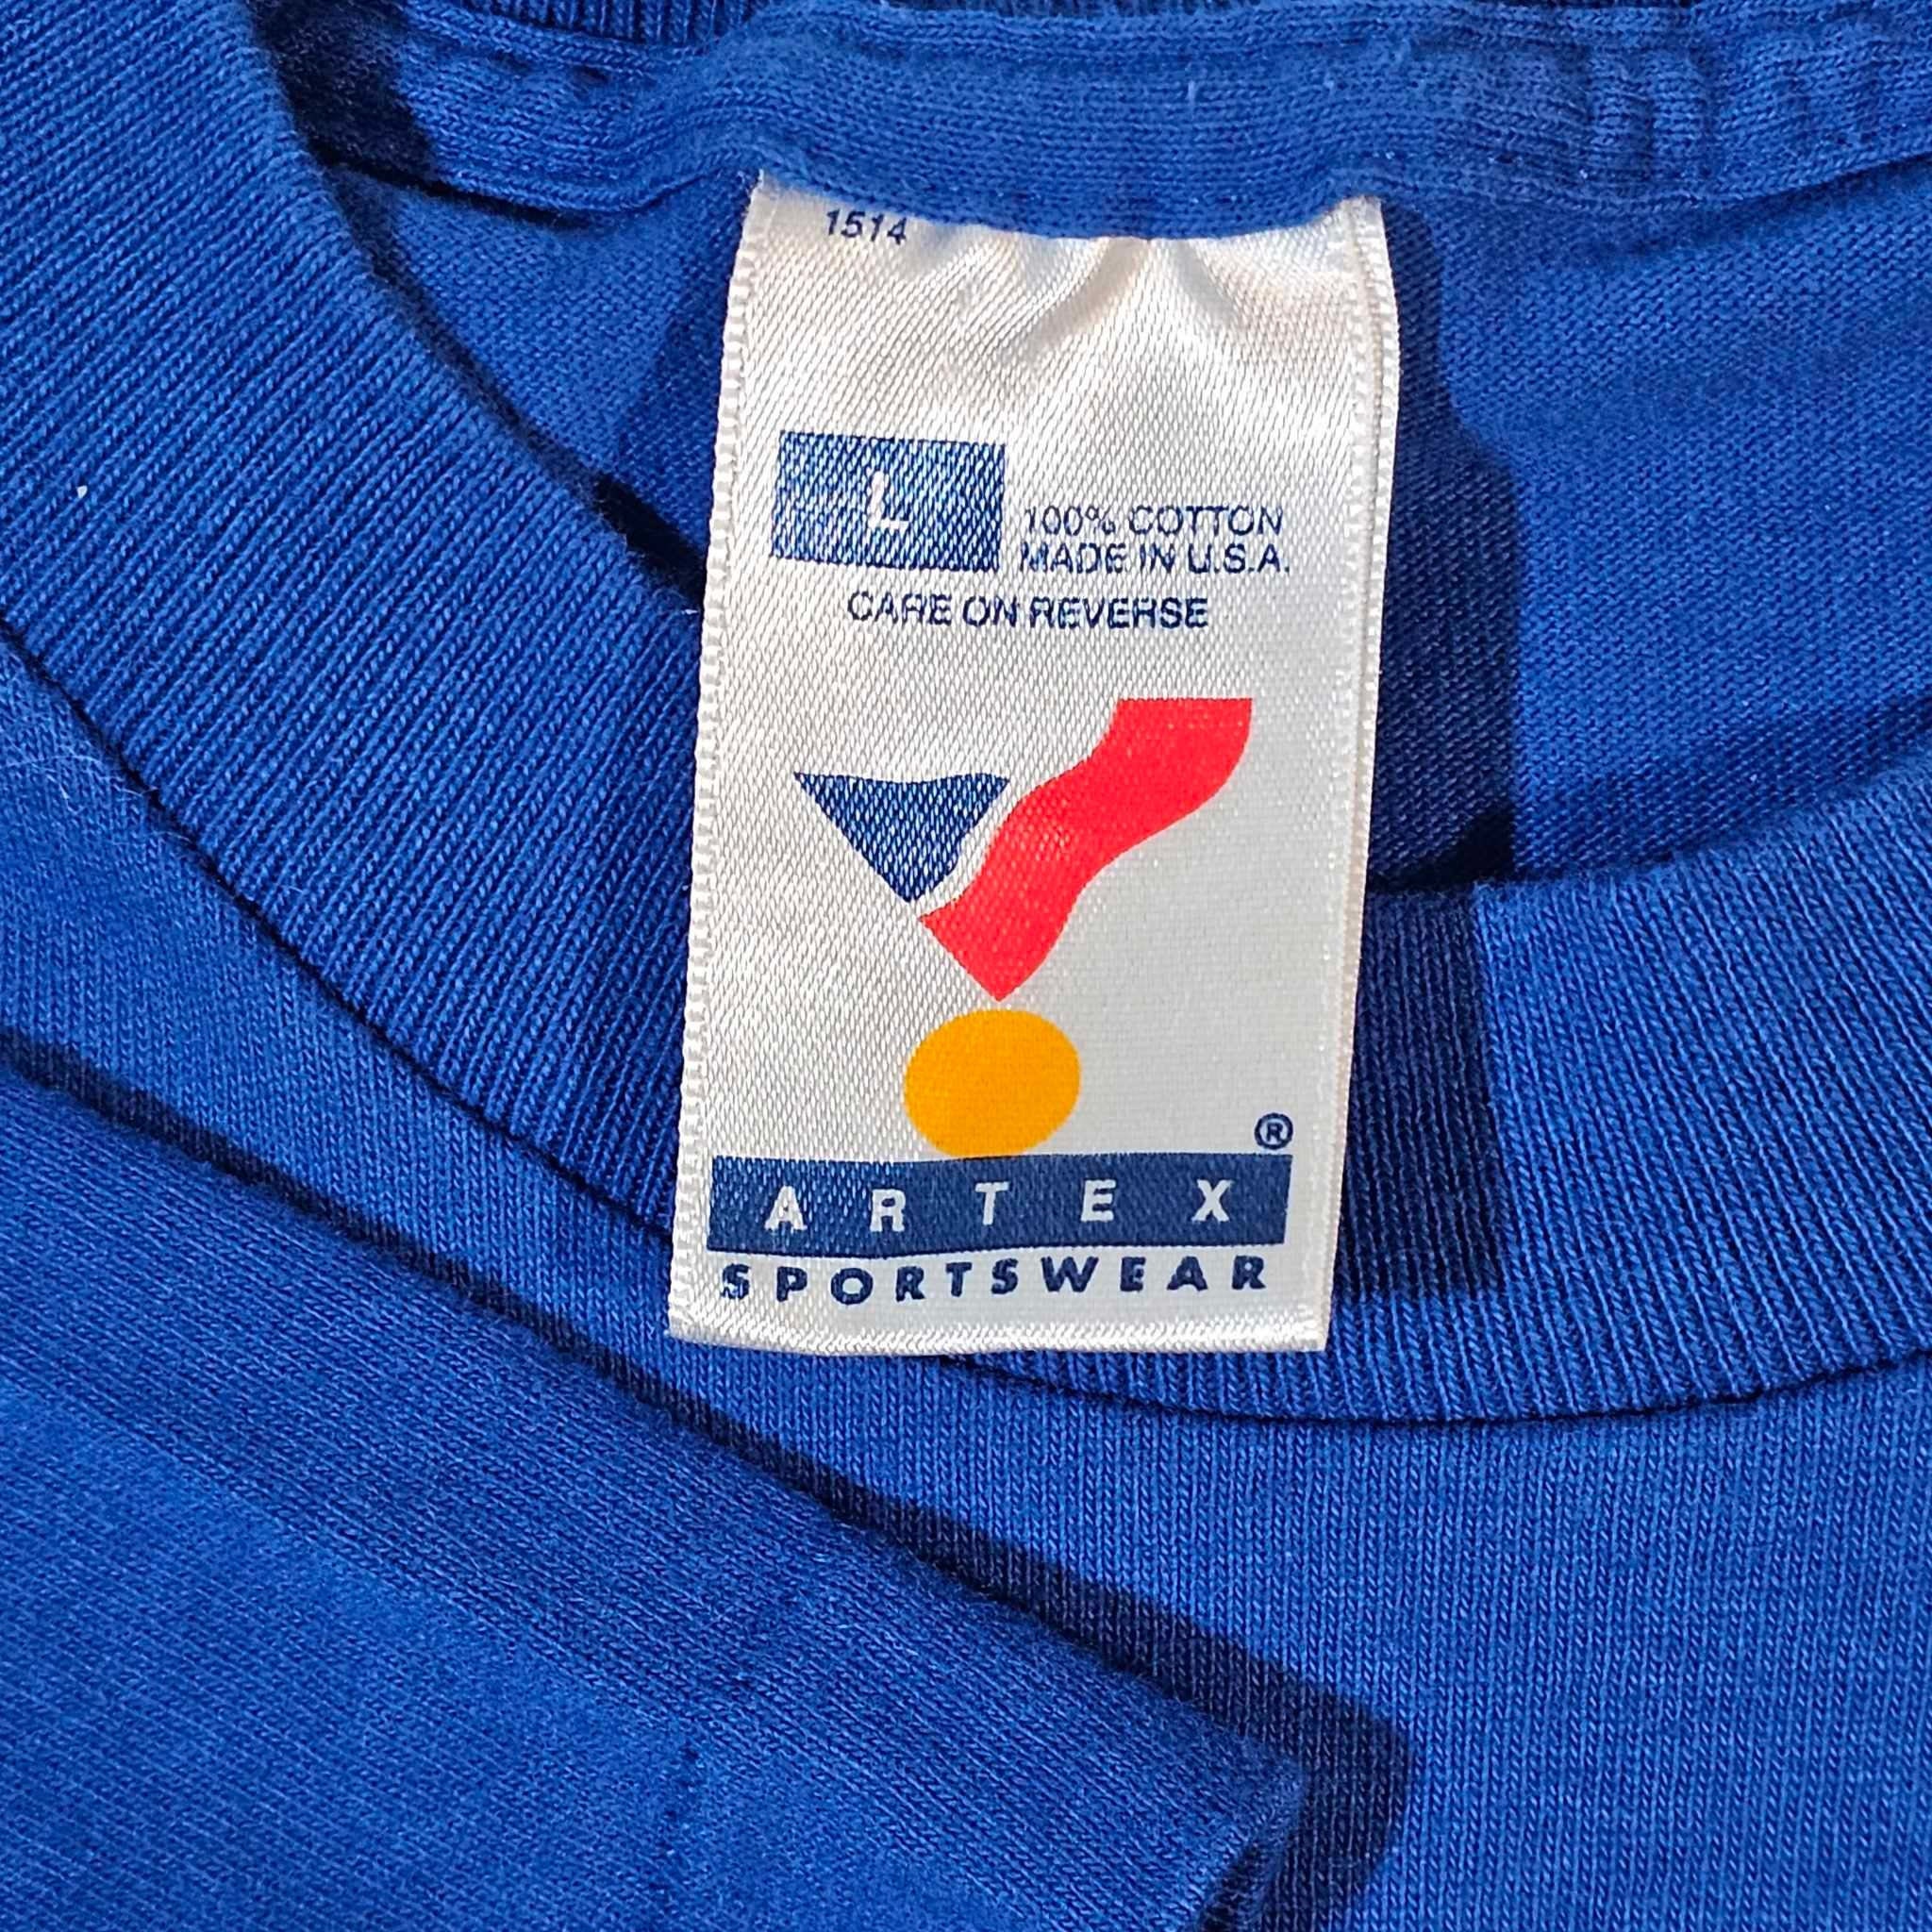 1514
L
100% COTTON
MADE IN U.S.A.
CARE ON REVERSE
®
ARTEX
SPORTSWEAR